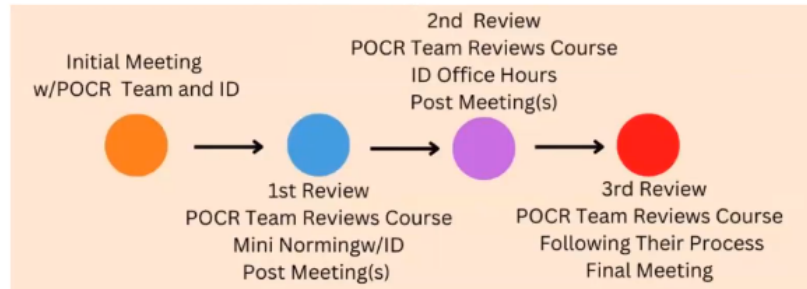 Initial Meeting
w/POCR Team and ID
1st Review
POCR Team Reviews Course
Mini Normingw/ID
Post Meeting(s)
2nd Review
POCR Team Reviews Course
ID Office Hours
Post Meeting(s)
3rd Review
POCR Team Reviews Course
Following Their Process
Final Meeting